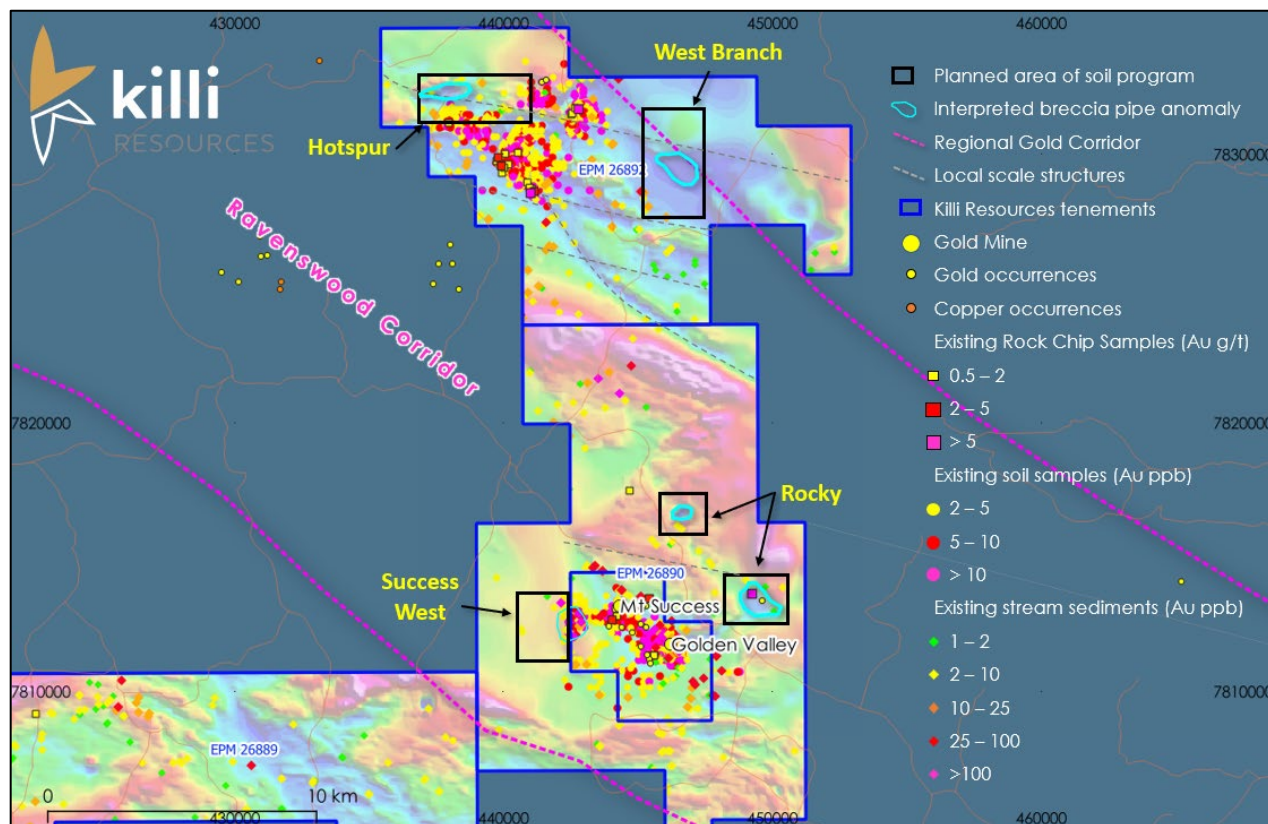 430000
440000
450000
460000
killi
RESOURCES
West Branch
Hotspur
EPM 26892
7830000
7830000
Ravenswood Corridor
7820000
7820000
Rocky
Success
West
EPM 26890
Mt Success
Golden Valley
7810000
7810000
EPM 26889
0
10 km
430000
440000
450000
460000
Planned area of soil program
Interpreted breccia pipe anomaly
Regional Gold Corridor
Local scale structures
Killi Resources tenements
Gold Mine
Gold occurrences
Copper occurrences
Existing Rock Chip Samples (Au g/t)
0.5 – 2
2 – 5
> 5
Existing soil samples (Au ppb)
2 – 5
5 – 10
> 10
Existing stream sediments (Au ppb)
1 – 2
2 – 10
10 – 25
25 – 100
>100